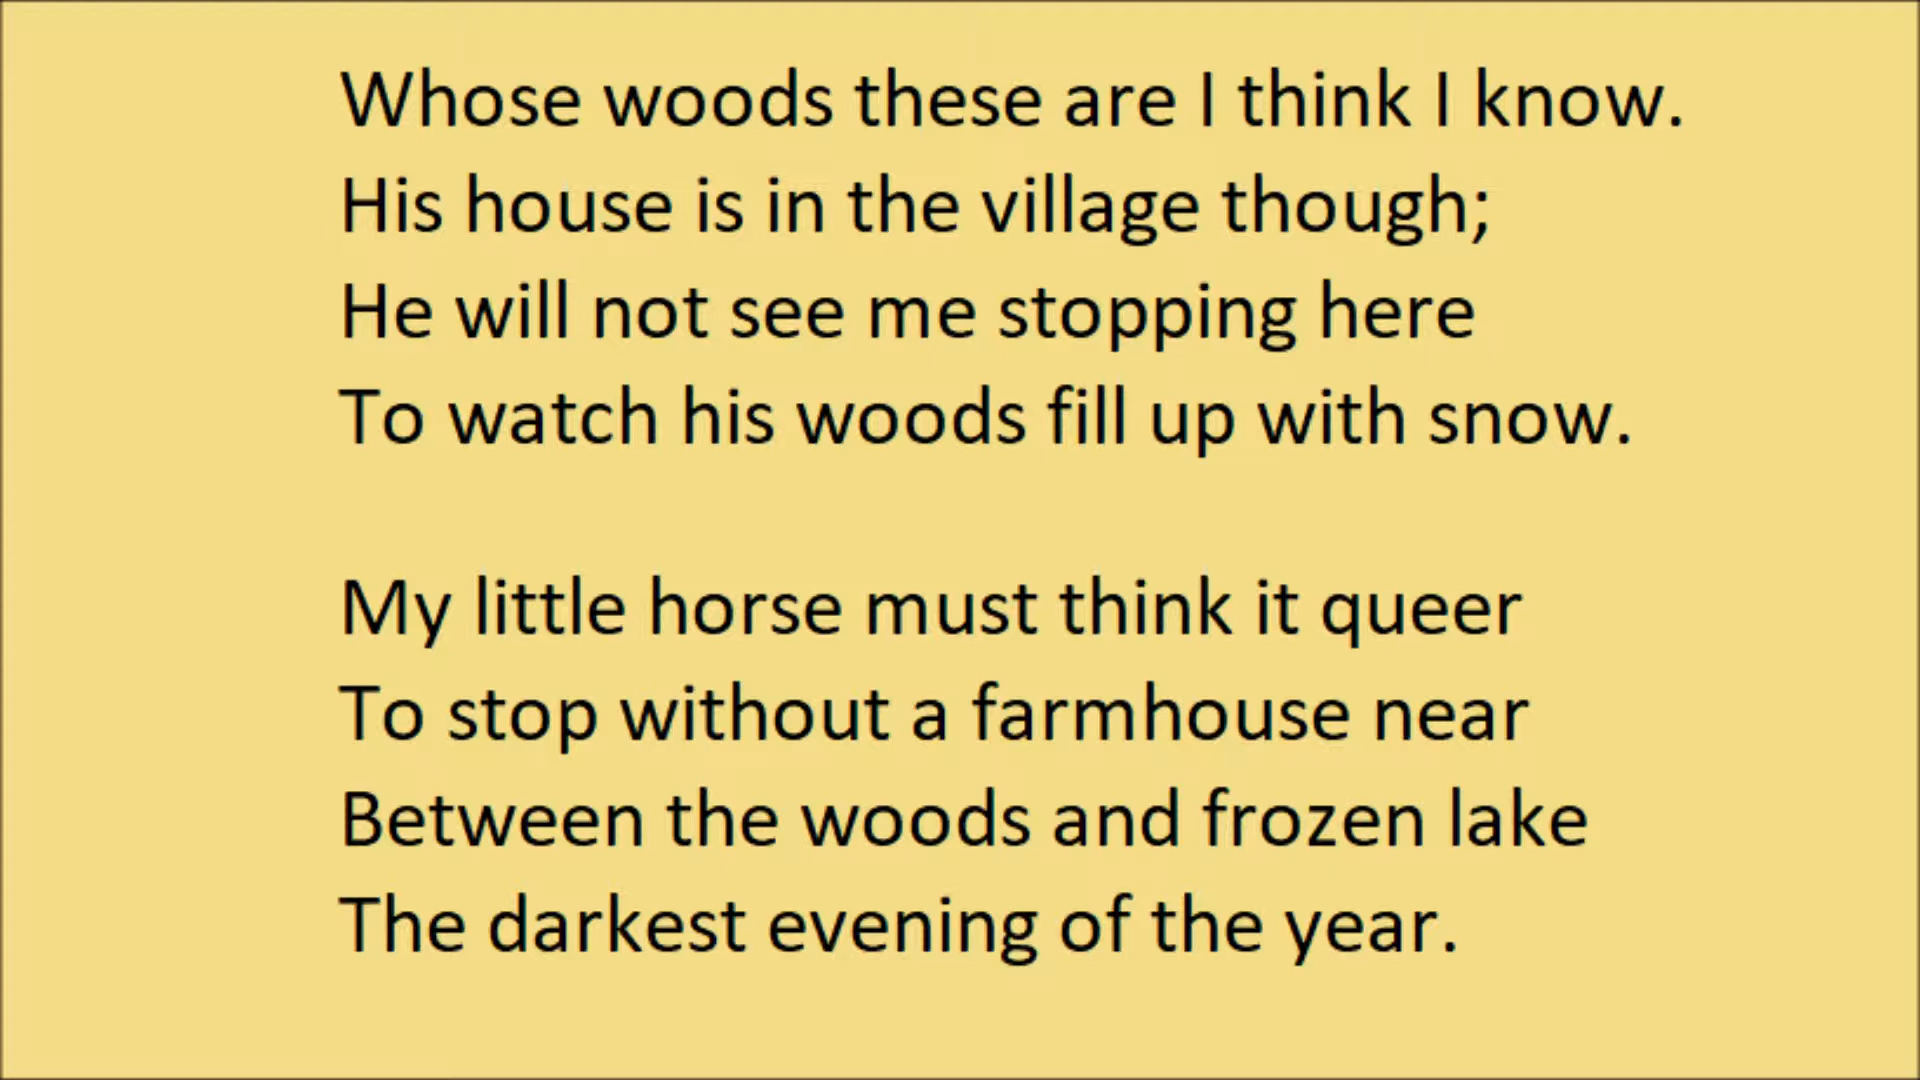 Whose woods these are I think I know.
His house is in the village though;
He will not see me stopping here
To watch his woods fill up with snow.
My little horse must think it queer
To stop without a farmhouse near
Between the woods and frozen lake
The darkest evening of the year.